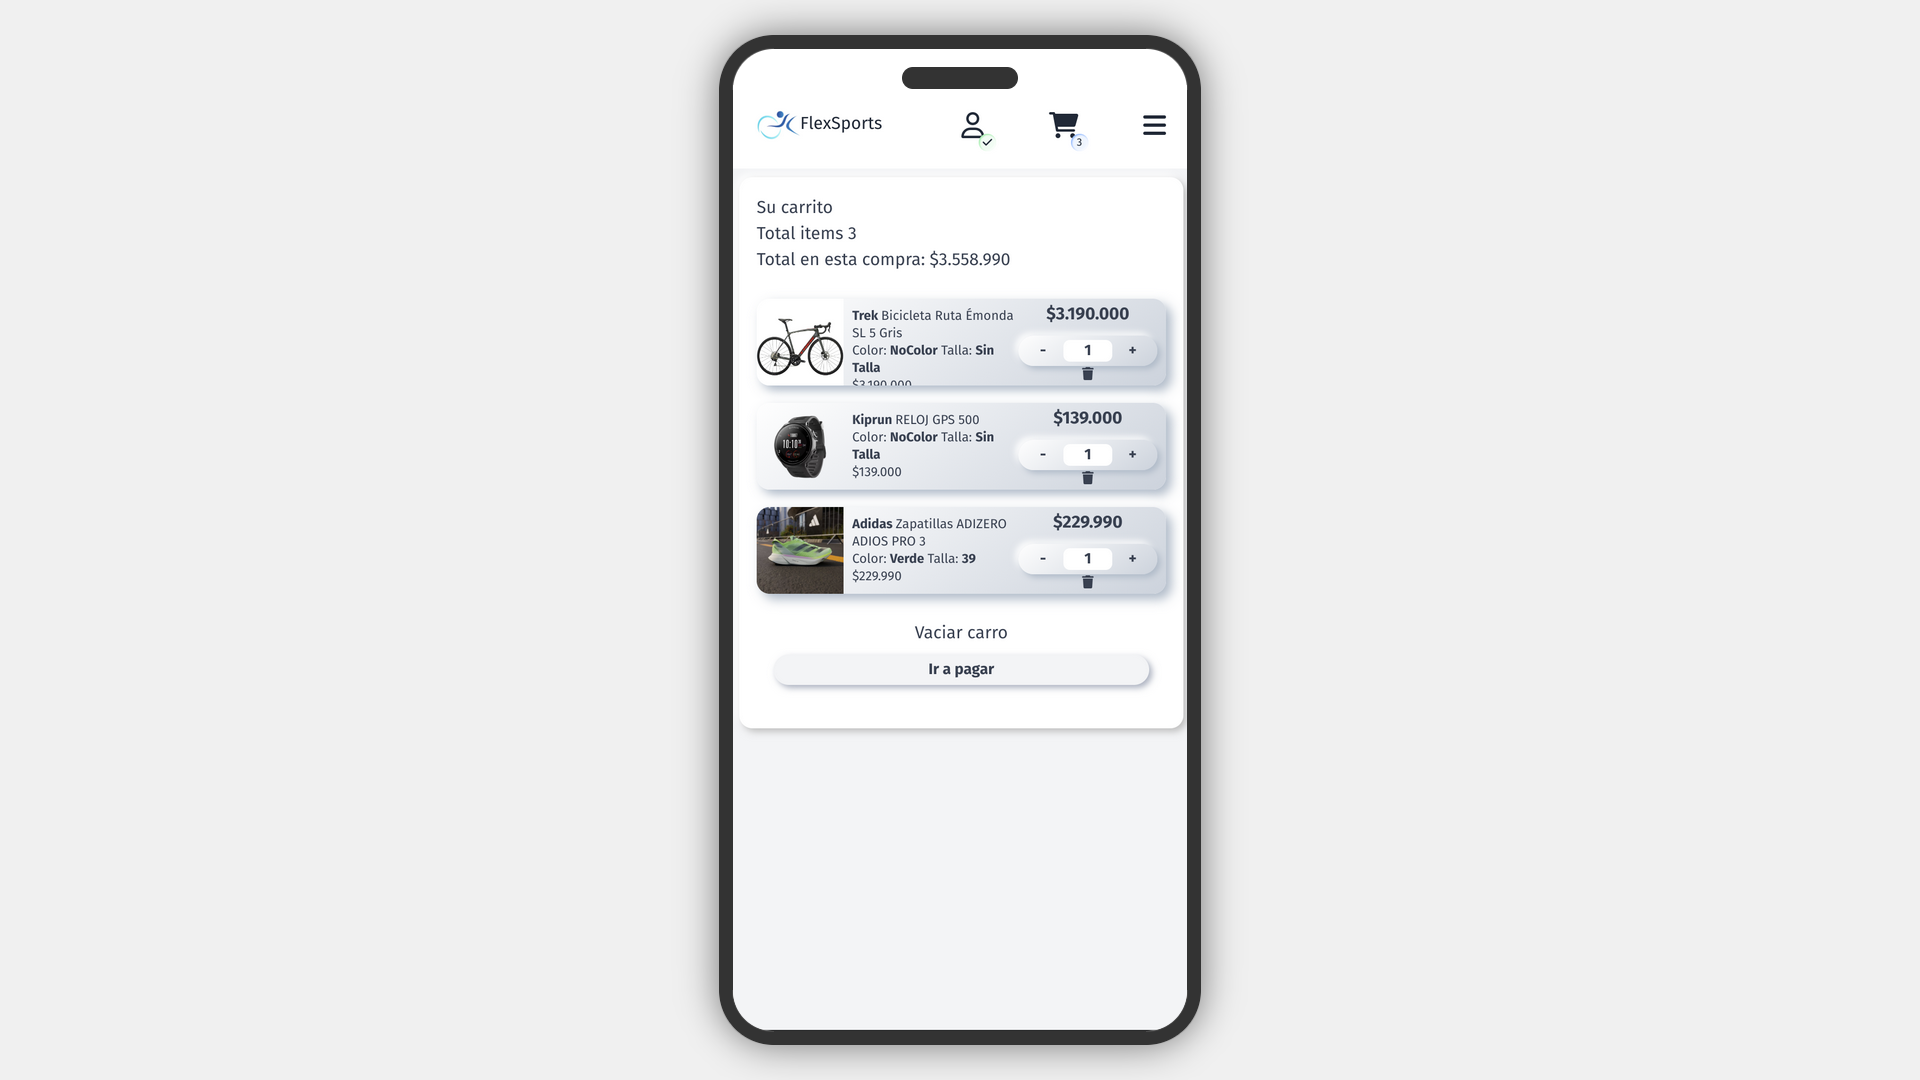 FlexSports
3
Su carrito
Total items 3
Total en esta compra: $3.558.990
Trek Bicicleta Ruta Émonda
SL 5 Gris
Color: NoColor Talla: Sin
Talla
$3.190.000
$3.190.000
- 1 +
Kiprun RELOJ GPS 500
Color: NoColor Talla: Sin
Talla
$139.000
$139.000
- 1 +
Adidas Zapatillas ADIZERO
ADIOS PRO 3
Color: Verde Talla: 39
$229.990
$229.990
- 1 +
Vaciar carro
Ir a pagar